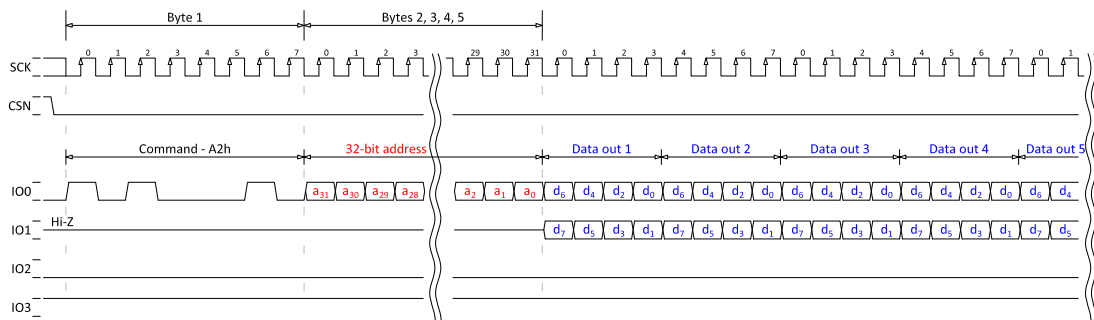 Byte 1 Bytes 2, 3, 4, 5
0 1 2 3 4 5 6 7 0 1 2 3 29 30 31 0 1 2 3 4 5 6 7 0 1 2 3 4 5 6 7 0 1
SCK
CSN
Command - A2h 32-bit address Data out 1 Data out 2 Data out 3 Data out 4 Data out 5
IO0 a31 a30 a29 a28 a2 a1 a0 d6 d4 d2 d0 d6 d4 d2 d0 d6 d4 d2 d0 d6 d4 d2 d0 d6 d4
Hi-Z
IO1 d7 d5 d3 d1 d7 d5 d3 d1 d7 d5 d3 d1 d7 d5 d3 d1 d7 d5
IO2
IO3